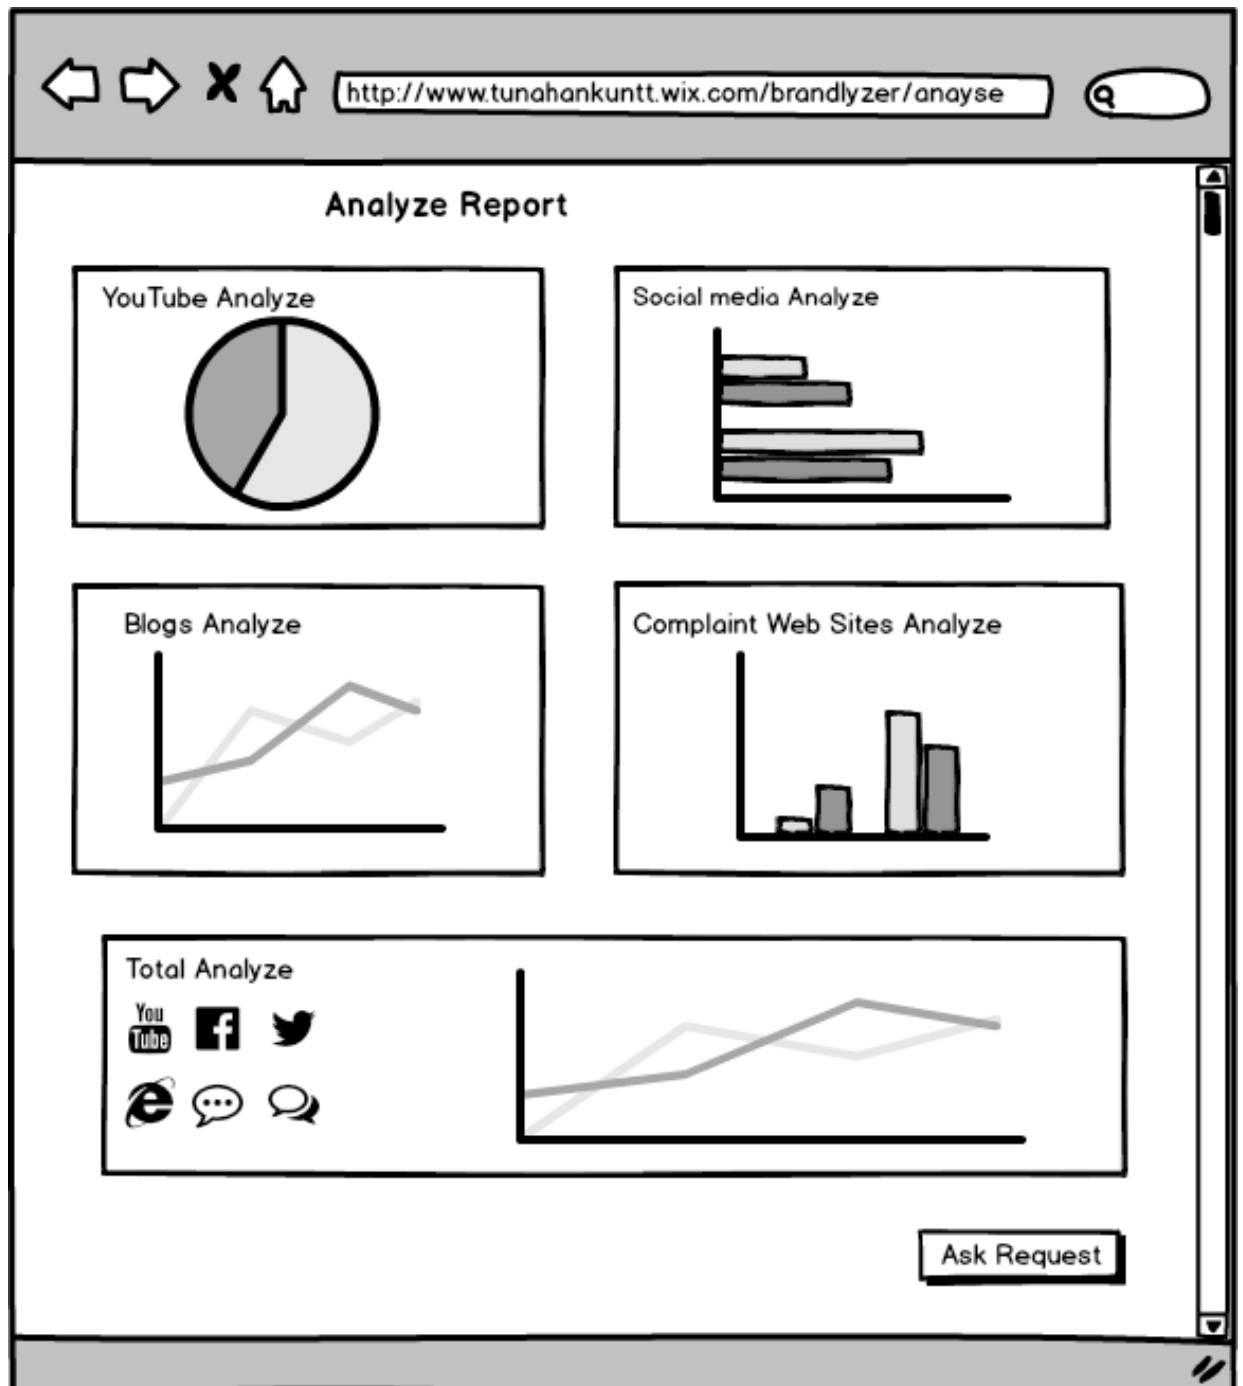 http://www.tunahankuntt.wix.com/brandlyzer/anayse
Analyze Report
YouTube Analyze
Social media Analyze
Blogs Analyze
Complaint Web Sites Analyze
Total Analyze
You
Tube
Ask Request